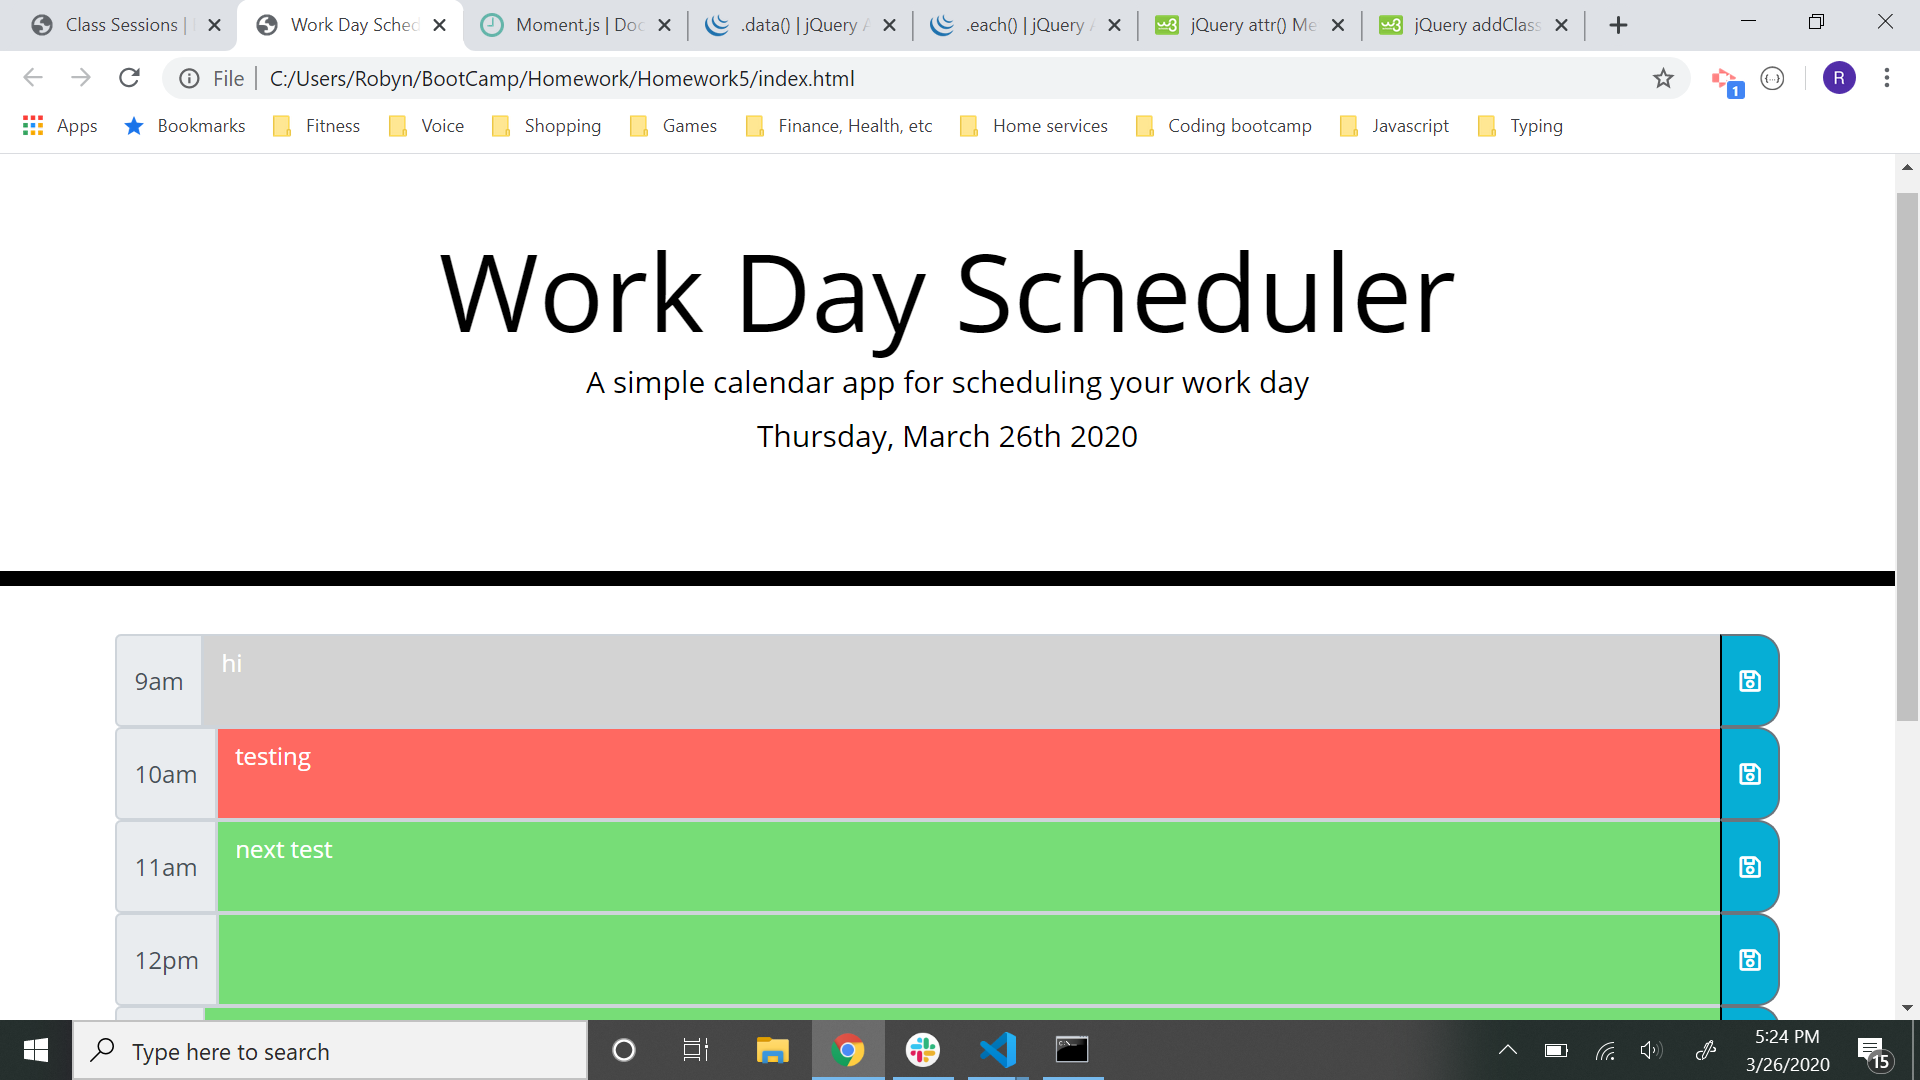 Class Sessions |
Work Day Sched
Moment.js | Doc
.data() | jQuery A
.each() | jQuery A
jQuery attr() Me
jQuery addClass
File
C:/Users/Robyn/BootCamp/Homework/Homework5/index.html
1
R
Apps
Bookmarks
Fitness
Voice
Shopping
Games
Finance, Health, etc
Home services
Coding bootcamp
Javascript
Typing
Work Day Scheduler
A simple calendar app for scheduling your work day
Thursday, March 26th 2020
9am
hi
10am
testing
11am
next test
12pm
Type here to search
5:24 PM
3/26/2020
15